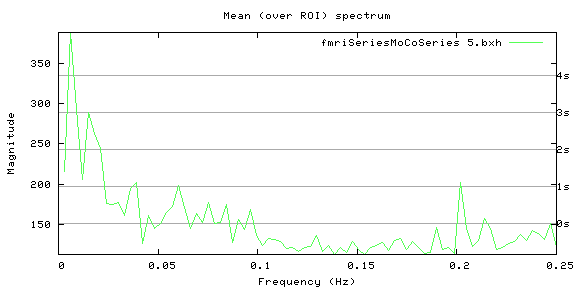 Mean (over ROI) spectrum
fmriSeriesMoCoSeries 5.bxh
350
300
250
200
150
4s
3s
2s
1s
0s
Magnitude
0 0.05 0.1 0.15 0.2 0.25
Frequency (Hz)